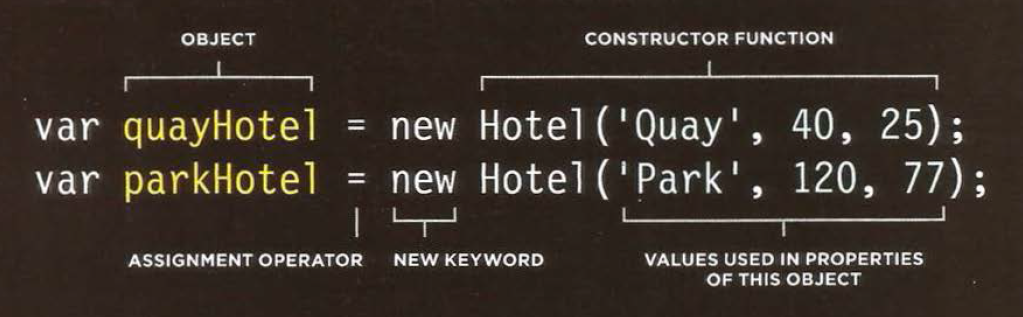 OBJECT CONSTRUCTOR FUNCTION
var quayHotel = new Hotel('Quay', 40, 25);
var parkHotel = new Hotel('Park', 120, 77);
ASSIGNMENT OPERATOR NEW KEYWORD VALUES USED IN PROPERTIES
OF THIS OBJECT